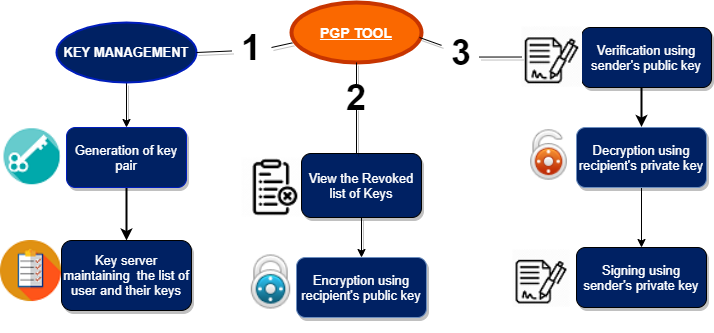 PGP TOOL
1
KEY MANAGEMENT
Generation of key
pair
Key server
maintaining the list of
user and their keys
2
View the Revoked
list of Keys
Encryption using
recipient's public key
3
Verification using
sender's public key
Decryption using
recipient's private key
Signing using
sender's private key